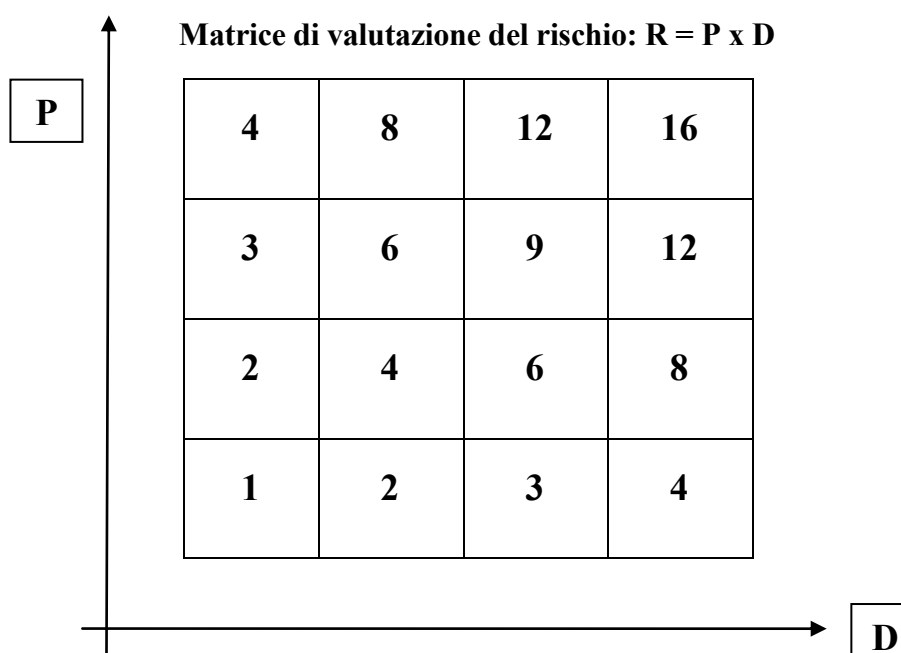 Matrice di valutazione del rischio: R = P x D
P
4 8 12 16
3 6 9 12
2 4 6 8
1 2 3 4
D